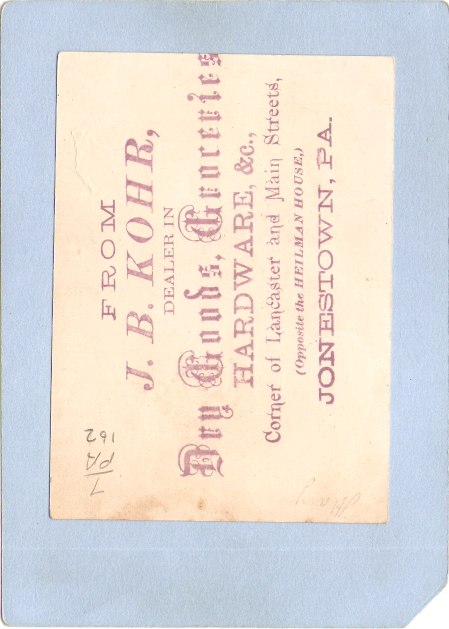 FROM
J. B. KOHR,
DEALER IN
Dry Goods, Groceries
HARDWARE, &c.,
Corner of Lancaster and Main Streets,
(Opposite the HEILMAN HOUSE,)
JONESTOWN, PA.
1
PA
162